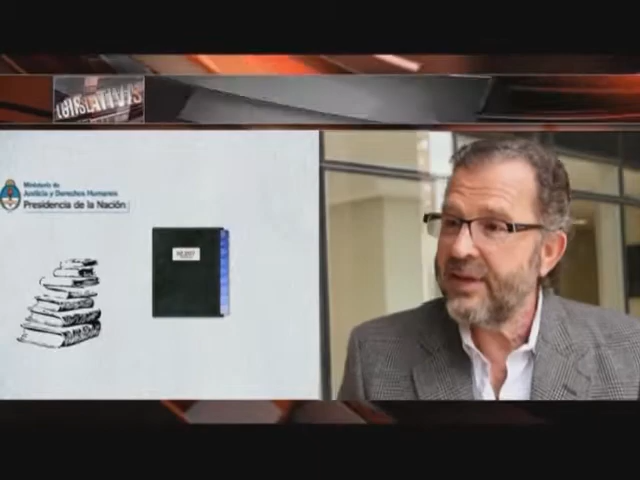 LEGISLATIVAS
Ministerio de
Justicia y Derechos Humanos
Presidencia de la Nación